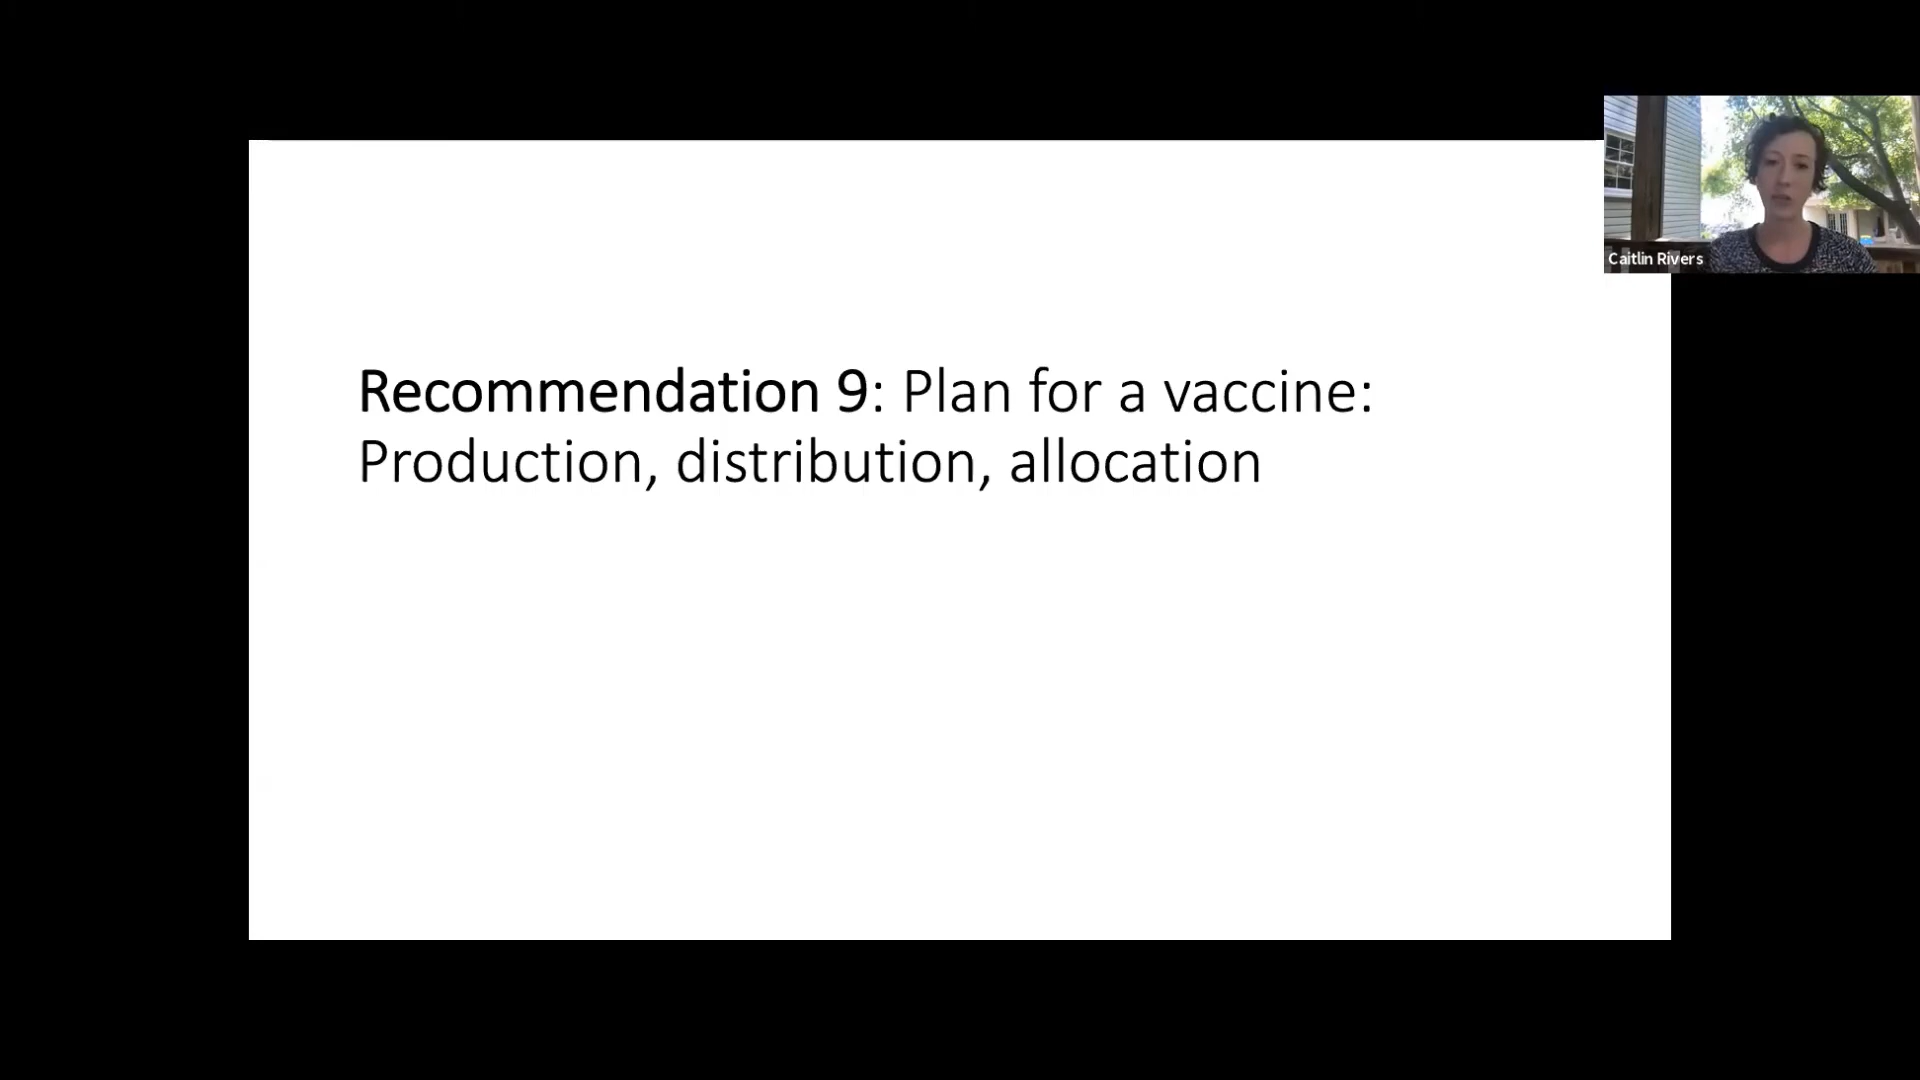 Recommendation 9: Plan for a vaccine:
Production, distribution, allocation
Caitlin Rivers